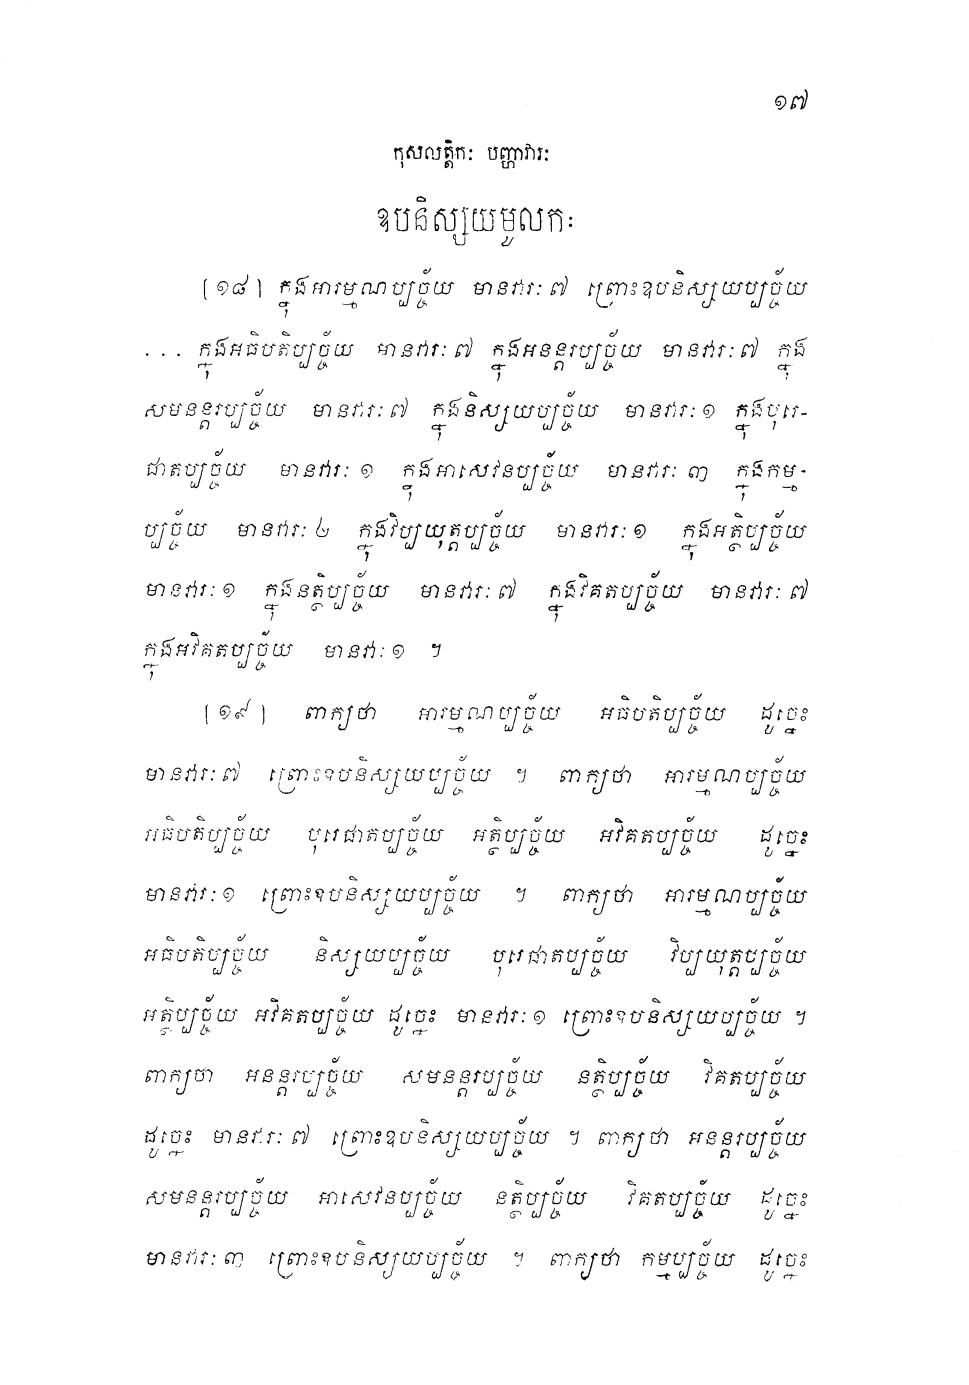 ១៧
កុសលត្តិកៈ បញ្ហាវារៈ
ឧបនិស្សយមូលកៈ
[១៨] ក្នុងអារម្មណប្បច្ច័យ មានវារៈ ៧ ព្រោះឧបនិស្សយប្បច្ច័យ
... ក្នុងអធិបតិប្បច្ច័យ មានវារៈ ៧ ក្នុងអនន្តរប្បច្ច័យ មានវារៈ ៧ ក្នុង
សមនន្តរប្បច្ច័យ មានវារៈ ៧ ក្នុងនិស្សយប្បច្ច័យ មានវារៈ ១ ក្នុងបុរេ-
ជាតប្បច្ច័យ មានវារៈ ១ ក្នុងអាសេវនប្បច្ច័យ មានវារៈ ៣ ក្នុងកម្ម-
ប្បច្ច័យ មានវារៈ ២ ក្នុងវិប្បយុត្តប្បច្ច័យ មានវារៈ ១ ក្នុងអត្ថិប្បច្ច័យ
មានវារៈ ១ ក្នុងនត្ថិប្បច្ច័យ មានវារៈ ៧ ក្នុងវិគតប្បច្ច័យ មានវារៈ ៧
ក្នុងអវិគតប្បច្ច័យ មានវារៈ ១ ។
[១៩] ពាក្យថា អារម្មណប្បច្ច័យ អធិបតិប្បច្ច័យ ដូច្នេះ
មានវារៈ ៧ ព្រោះឧបនិស្សយប្បច្ច័យ ។ ពាក្យថា អារម្មណប្បច្ច័យ
អធិបតិប្បច្ច័យ បុរេជាតប្បច្ច័យ អត្ថិប្បច្ច័យ អវិគតប្បច្ច័យ ដូច្នេះ
មានវារៈ ១ ព្រោះឧបនិស្សយប្បច្ច័យ ។ ពាក្យថា អារម្មណប្បច្ច័យ
អធិបតិប្បច្ច័យ និស្សយប្បច្ច័យ បុរេជាតប្បច្ច័យ វិប្បយុត្តប្បច្ច័យ
អត្ថិប្បច្ច័យ អវិគតប្បច្ច័យ ដូច្នេះ មានវារៈ ១ ព្រោះឧបនិស្សយប្បច្ច័យ ។
ពាក្យថា អនន្តរប្បច្ច័យ សមនន្តរប្បច្ច័យ នត្ថិប្បច្ច័យ វិគតប្បច្ច័យ
ដូច្នេះ មានវារៈ ៧ ព្រោះឧបនិស្សយប្បច្ច័យ ។ ពាក្យថា អនន្តរប្បច្ច័យ
សមនន្តរប្បច្ច័យ អាសេវនប្បច្ច័យ នត្ថិប្បច្ច័យ វិគតប្បច្ច័យ ដូច្នេះ
មានវារៈ ៣ ព្រោះឧបនិស្សយប្បច្ច័យ ។ ពាក្យថា កម្មប្បច្ច័យ ដូច្នេះ